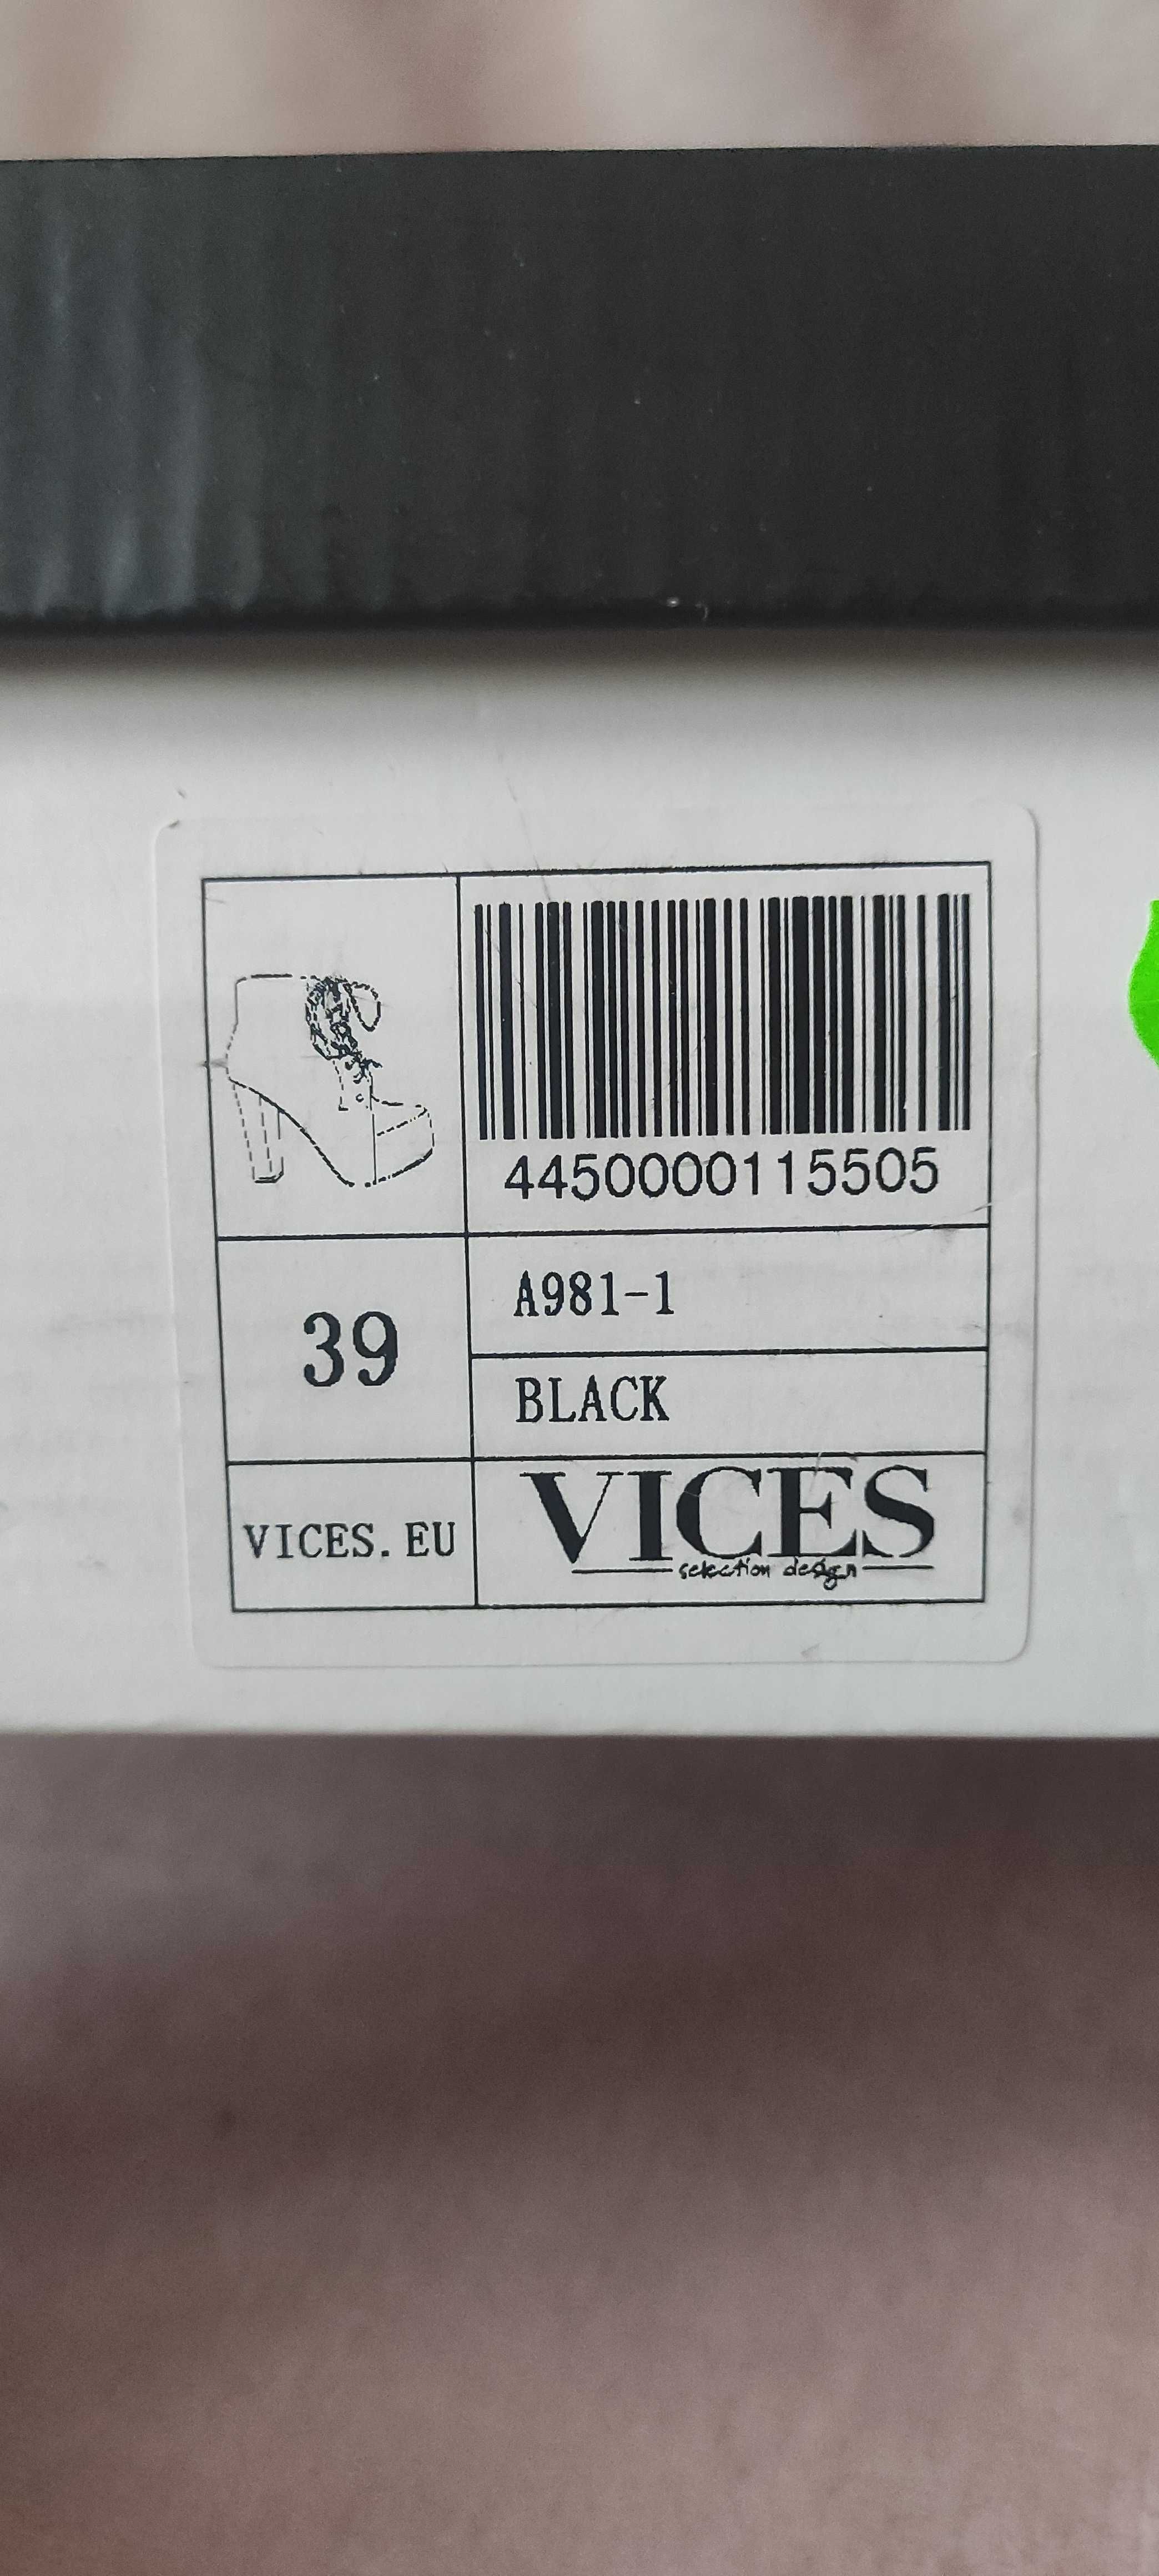 4450000115505
A981-1
39
BLACK
VICES.EU
VICES
selection design